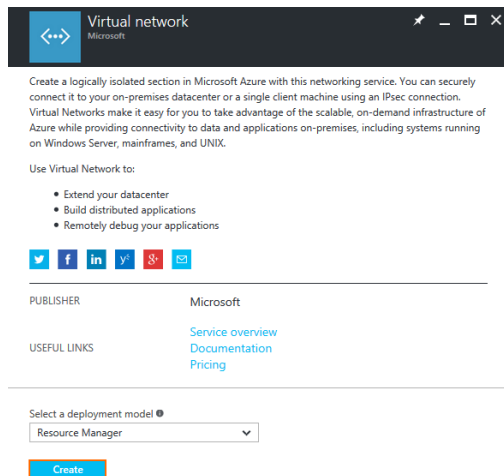 Virtual network
Microsoft
Create a logically isolated section in Microsoft Azure with this networking service. You can securely
connect it to your on-premises datacenter or a single client machine using an IPsec connection.
Virtual Networks make it easy for you to take advantage of the scalable, on-demand infrastructure of
Azure while providing connectivity to data and applications on-premises, including systems running
on Windows Server, mainframes, and UNIX.
Use Virtual Network to:
• Extend your datacenter
• Build distributed applications
• Remotely debug your applications
PUBLISHER Microsoft
Service overview
USEFUL LINKS Documentation
Pricing
Select a deployment model
Resource Manager
Create